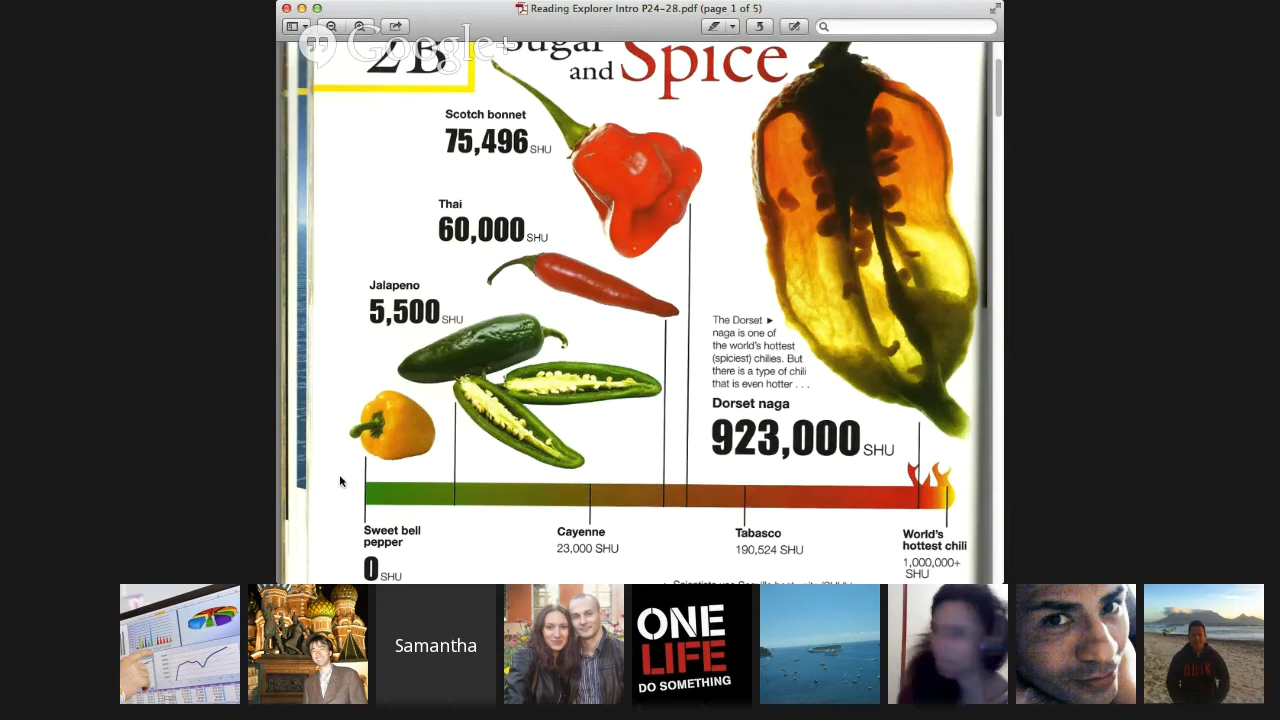 Reading Explorer Intro P24-28.pdf (page 1 of 5)
Google+
2B
Sugar
and Spice
Scotch bonnet
75,496 SHU
Thai
60,000 SHU
Jalapeno
5,500 SHU
The Dorset ►
naga is one of
the world's hottest
(spiciest) chilies. But
there is a type of chili
that is even hotter . . .
Dorset naga
923,000 SHU
Sweet bell
pepper
0 SHU
Cayenne
23,000 SHU
Tabasco
190,524 SHU
World's
hottest chili
1,000,000+
SHU
Samantha
ONE
LIFE
DO SOMETHING